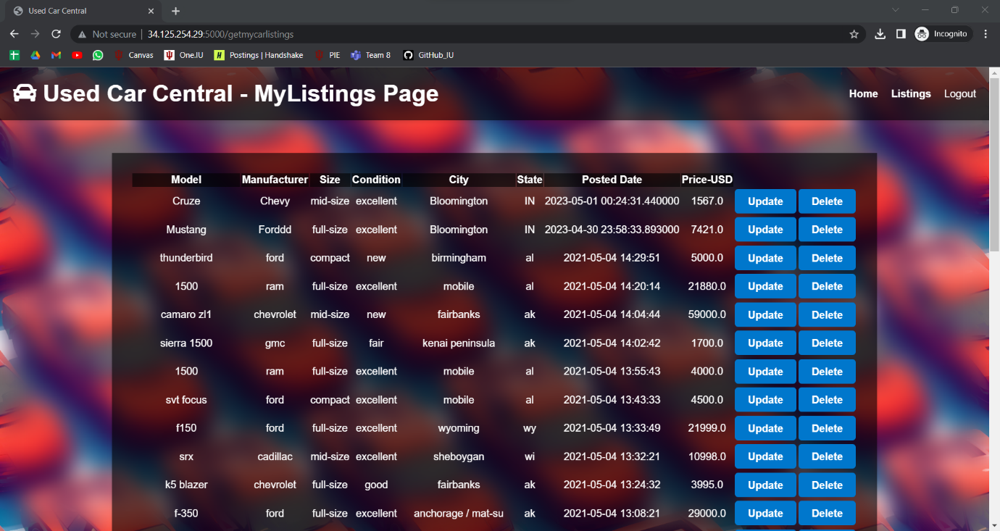 Used Car Central
Not secure 34.125.254.29:5000/getmycarlistings Incognito
Canvas One.IU Postings | Handshake PIE Team 8 GitHub_IU
Used Car Central - MyListings Page Home Listings Logout
Model Manufacturer Size Condition City State Posted Date Price-USD
Cruze Chevy mid-size excellent Bloomington IN 2023-05-01 00:24:31.440000 1567.0 Update Delete
Mustang Forddd full-size excellent Bloomington IN 2023-04-30 23:58:33.893000 7421.0 Update Delete
thunderbird ford compact new birmingham al 2021-05-04 14:29:51 5000.0 Update Delete
1500 ram full-size excellent mobile al 2021-05-04 14:20:14 21880.0 Update Delete
camaro zl1 chevrolet mid-size new fairbanks ak 2021-05-04 14:04:44 59000.0 Update Delete
sierra 1500 gmc full-size fair kenai peninsula ak 2021-05-04 14:02:42 1700.0 Update Delete
1500 ram full-size excellent mobile al 2021-05-04 13:55:43 4000.0 Update Delete
svt focus ford compact excellent mobile al 2021-05-04 13:43:33 4500.0 Update Delete
f150 ford full-size excellent wyoming wy 2021-05-04 13:33:49 21999.0 Update Delete
srx cadillac mid-size excellent sheboygan wi 2021-05-04 13:32:21 10998.0 Update Delete
k5 blazer chevrolet full-size good fairbanks ak 2021-05-04 13:24:32 3995.0 Update Delete
f-350 ford full-size excellent anchorage / mat-su ak 2021-05-04 13:08:21 29000.0 Update Delete